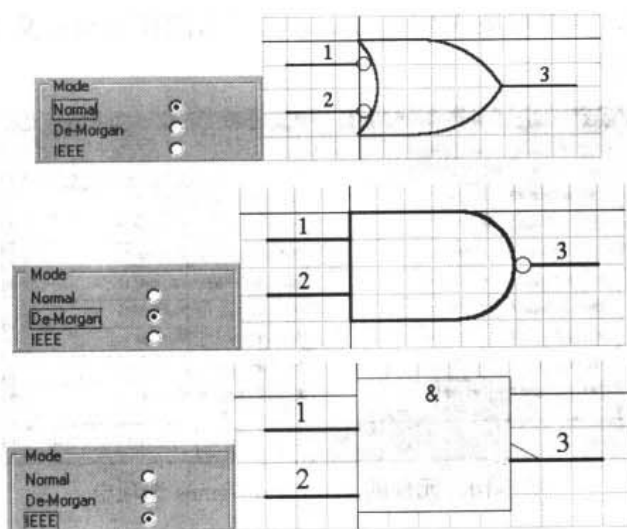 1
2
3
Mode
Normal
De-Morgan
IEEE
1
2
3
Mode
Normal
De-Morgan
IEEE
&
1
2
3
Mode
Normal
De-Morgan
IEEE